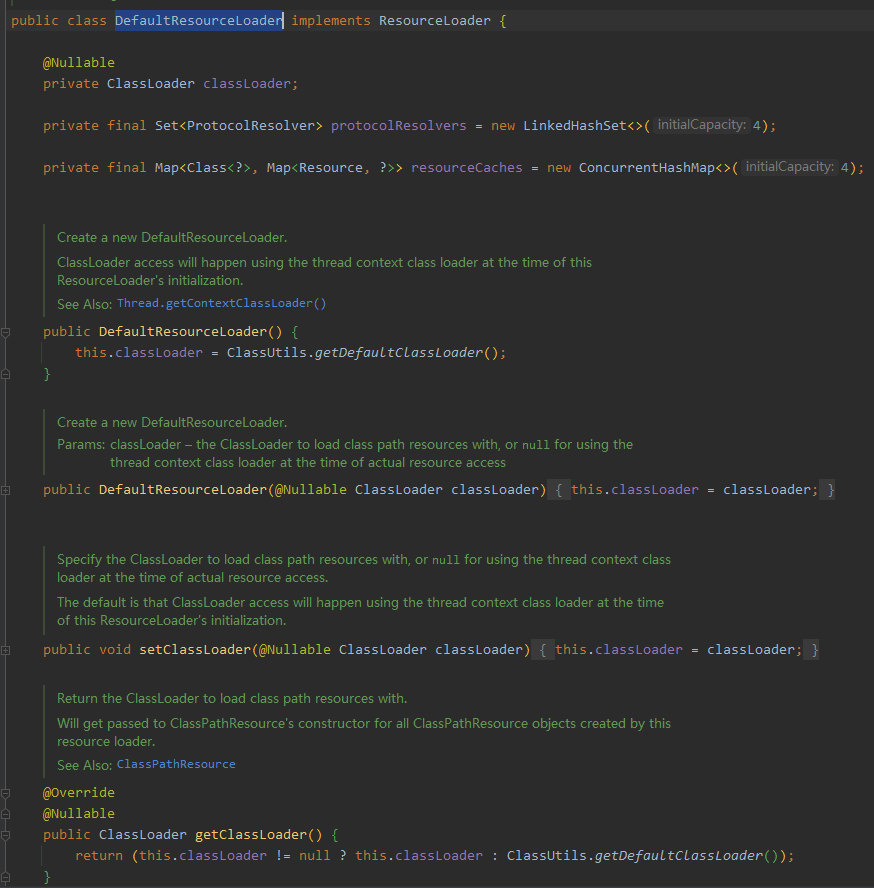 public class DefaultResourceLoader implements ResourceLoader {
@Nullable
private ClassLoader classLoader;
private final Set<ProtocolResolver> protocolResolvers = new LinkedHashSet<>( initialCapacity: 4);
private final Map<Class<?>, Map<Resource, ?>> resourceCaches = new ConcurrentHashMap<>( initialCapacity: 4);
Create a new DefaultResourceLoader.
ClassLoader access will happen using the thread context class loader at the time of this
ResourceLoader's initialization.
See Also: Thread.getContextClassLoader()
public DefaultResourceLoader() {
this.classLoader = ClassUtils.getDefaultClassLoader();
}
Create a new DefaultResourceLoader.
Params: classLoader – the ClassLoader to load class path resources with, or null for using the
thread context class loader at the time of actual resource access
public DefaultResourceLoader(@Nullable ClassLoader classLoader) { this.classLoader = classLoader; }
Specify the ClassLoader to load class path resources with, or null for using the thread context class
loader at the time of actual resource access.
The default is that ClassLoader access will happen using the thread context class loader at the time
of this ResourceLoader's initialization.
public void setClassLoader(@Nullable ClassLoader classLoader) { this.classLoader = classLoader; }
Return the ClassLoader to load class path resources with.
Will get passed to ClassPathResource's constructor for all ClassPathResource objects created by this
resource loader.
See Also: ClassPathResource
@Override
@Nullable
public ClassLoader getClassLoader() {
return (this.classLoader != null ? this.classLoader : ClassUtils.getDefaultClassLoader());
}